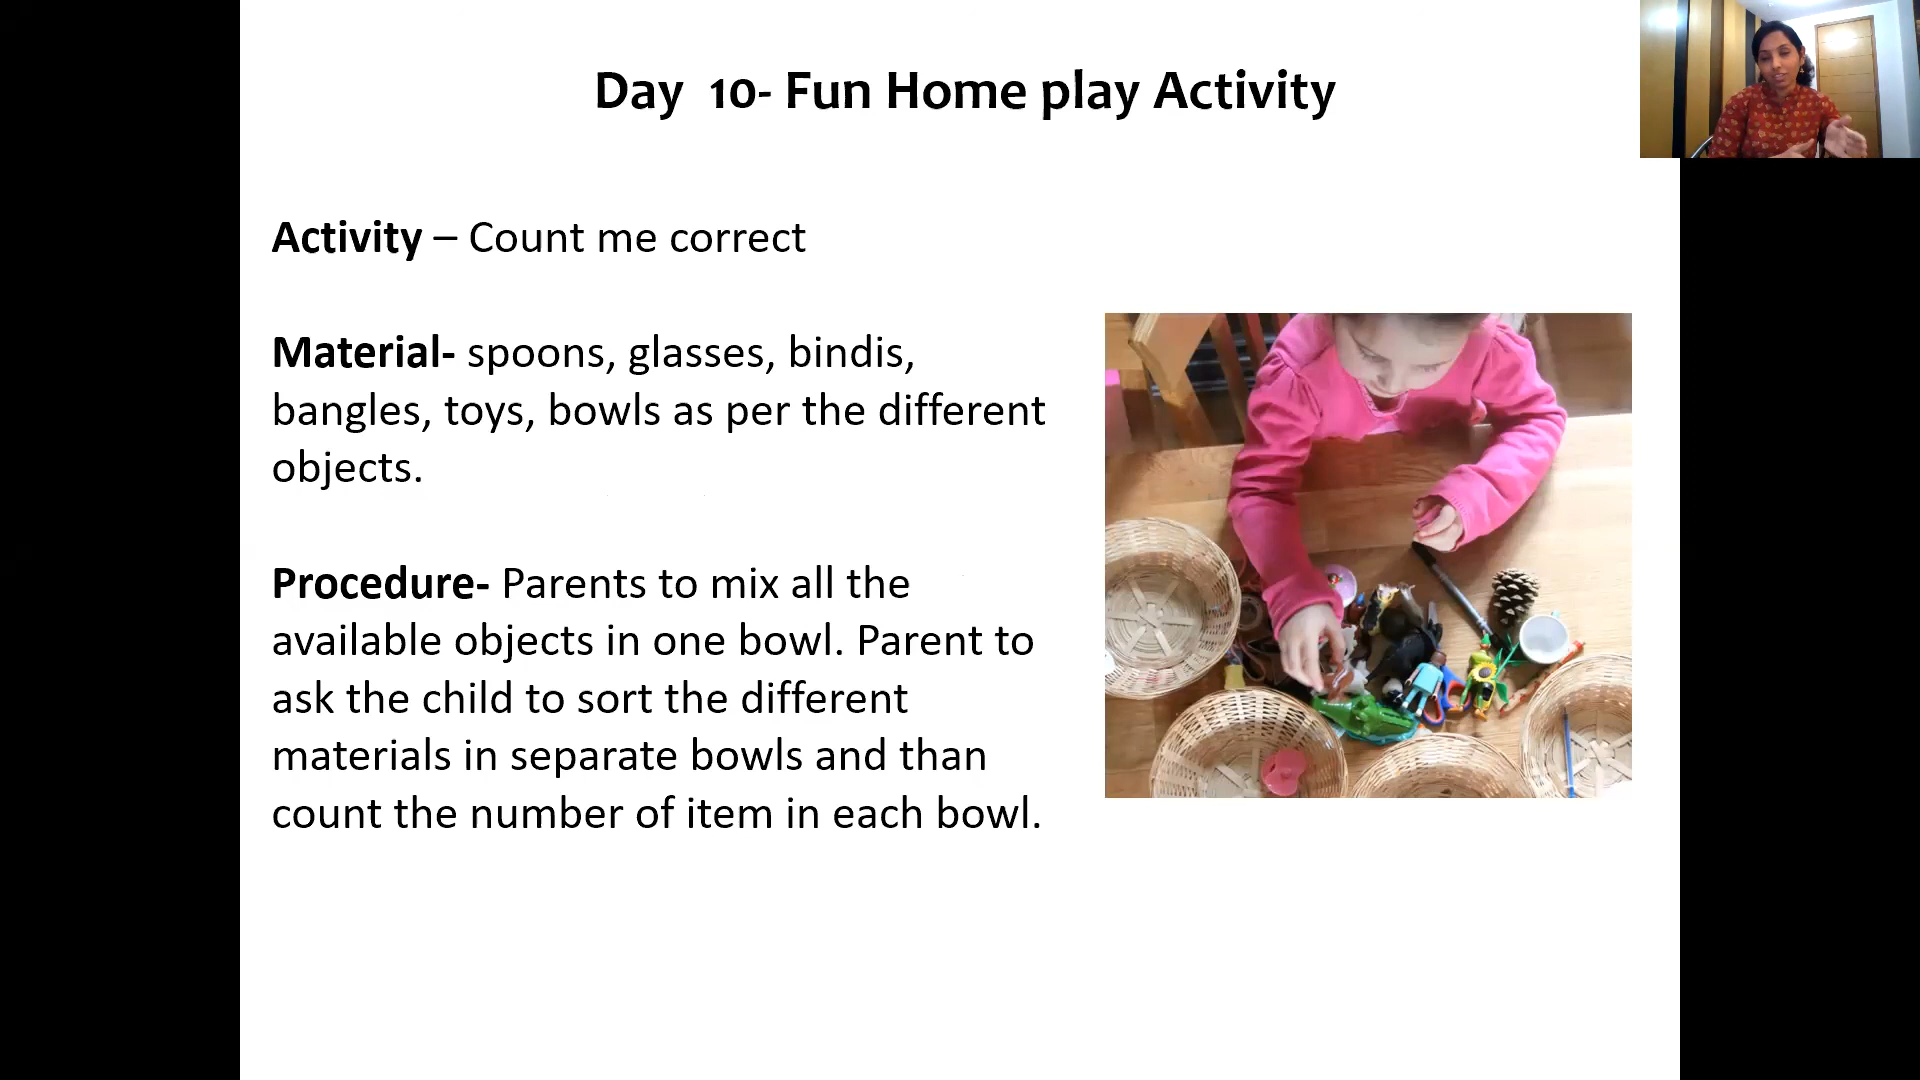 Day 10- Fun Home play Activity
Activity – Count me correct
Material- spoons, glasses, bindis,
bangles, toys, bowls as per the different
objects.
Procedure- Parents to mix all the
available objects in one bowl. Parent to
ask the child to sort the different
materials in separate bowls and than
count the number of item in each bowl.